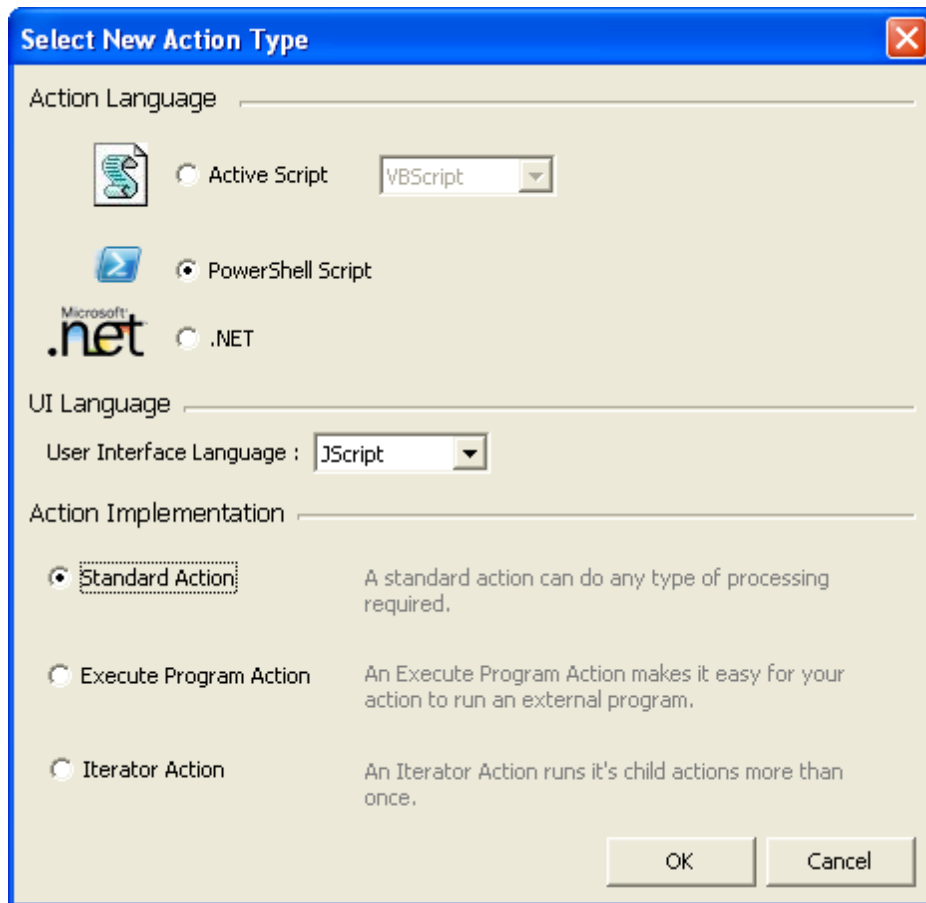 Select New Action Type
Action Language
Active Script
VBScript
PowerShell Script
Microsoft
.net
.NET
UI Language
User Interface Language :
JScript
Action Implementation
Standard Action
A standard action can do any type of processing
required.
Execute Program Action
An Execute Program Action makes it easy for your
action to run an external program.
Iterator Action
An Iterator Action runs it's child actions more than
once.
OK
Cancel